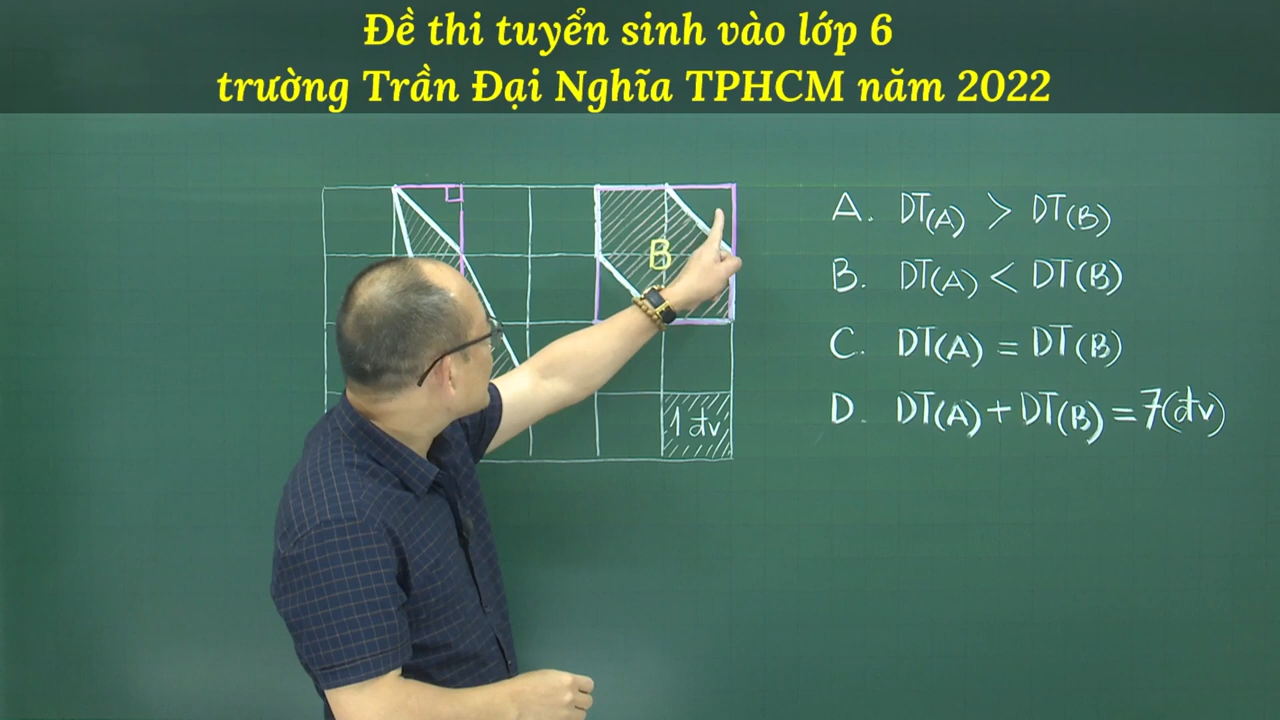 Đề thi tuyển sinh vào lớp 6
trường Trần Đại Nghĩa TPHCM năm 2022
B
1 đv
A. DT(A) > DT(B)
B. DT(A) < DT(B)
C. DT(A) = DT(B)
D. DT(A) + DT(B) = 7(đv)